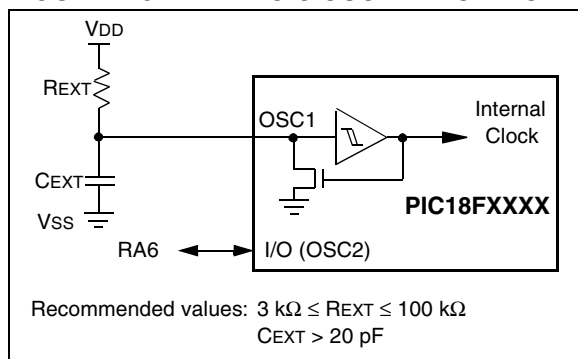 VDD
REXT
OSC1
Internal
Clock
CEXT
PIC18FXXXX
VSS
RA6
I/O (OSC2)
Recommended values: 3 kΩ ≤ REXT ≤ 100 kΩ
CEXT > 20 pF